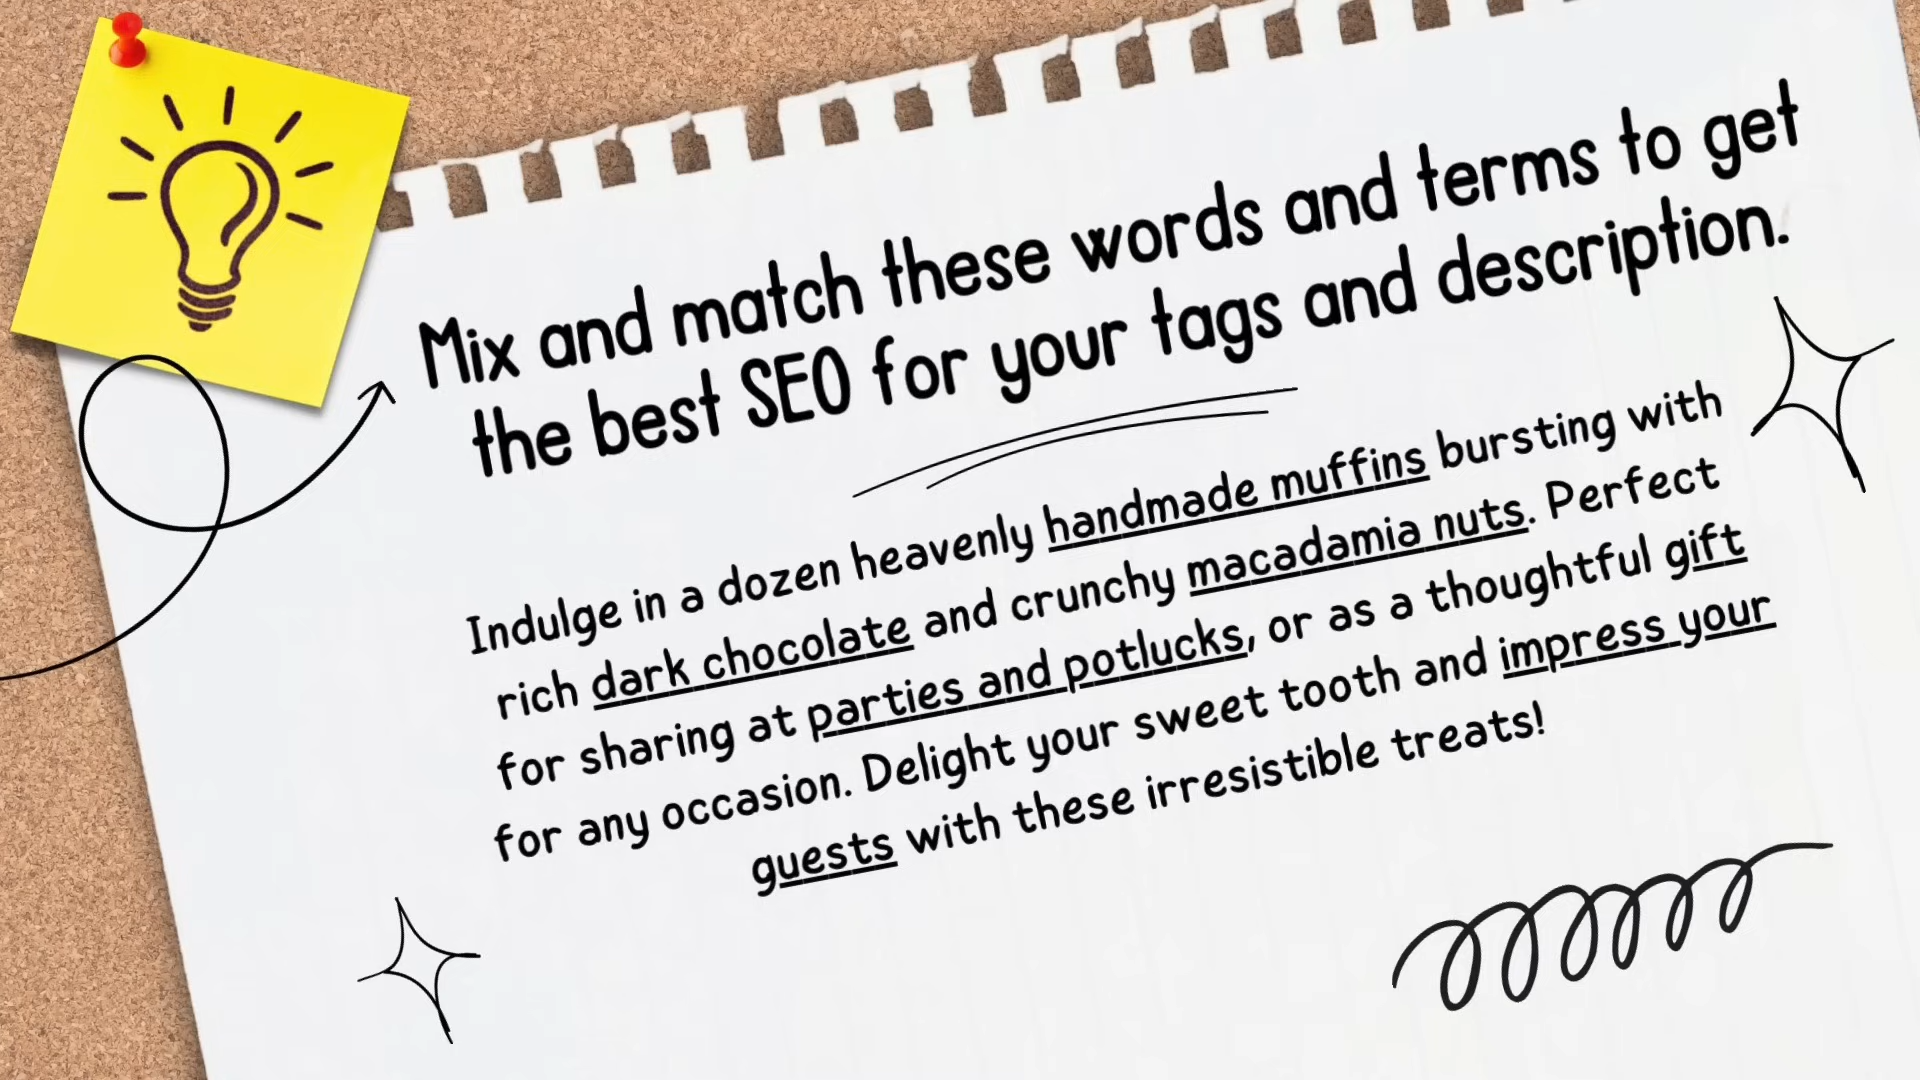 Mix and match these words and terms to get
the best SEO for your tags and description.
Indulge in a dozen heavenly handmade muffins bursting with
rich dark chocolate and crunchy macadamia nuts. Perfect
for sharing at parties and potlucks, or as a thoughtful gift
for any occasion. Delight your sweet tooth and impress your
guests with these irresistible treats!